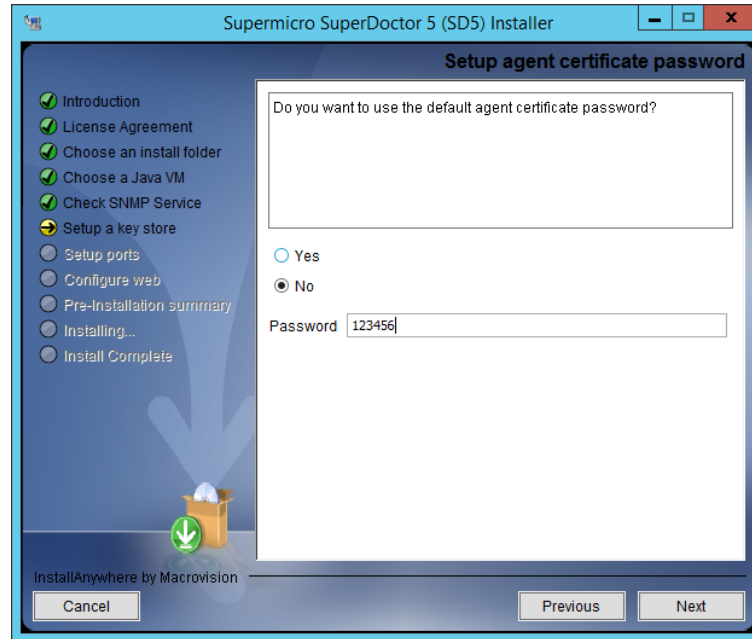 Supermicro SuperDoctor 5 (SD5) Installer
Setup agent certificate password
Introduction
License Agreement
Choose an install folder
Choose a Java VM
Check SNMP Service
Setup a key store
Setup ports
Configure web
Pre-Installation summary
Installing...
Install Complete
Do you want to use the default agent certificate password?
Yes
No
Password 123456
InstallAnywhere by Macrovision
Cancel Previous Next